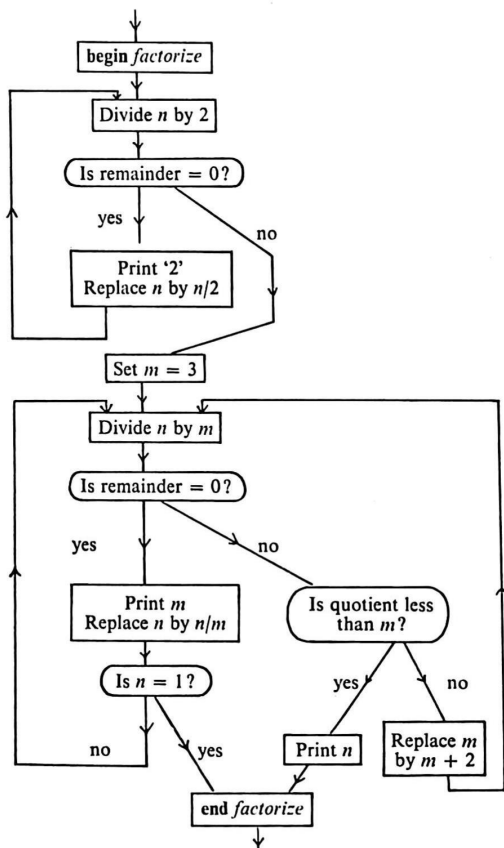 begin factorize
Divide n by 2
Is remainder = 0?
yes
no
Print ‘2’
Replace n by n/2
Set m = 3
Divide n by m
Is remainder = 0?
yes
no
Print m
Replace n by n/m
Is quotient less
than m?
Is n = 1?
yes
no
no
yes
Print n
Replace m
by m + 2
end factorize